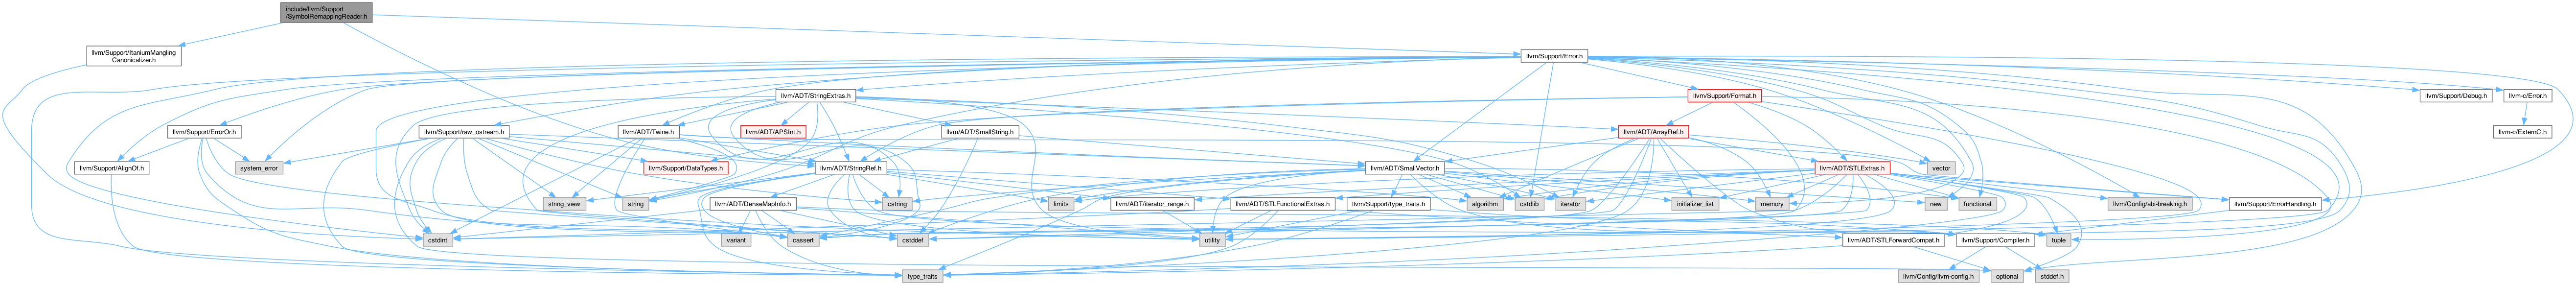 include/llvm/Support
/SymbolRemappingReader.h
llvm/Support/ItaniumMangling
Canonicalizer.h
llvm/Support/Error.h
llvm/ADT/StringExtras.h
llvm/Support/Format.h
llvm/Support/Debug.h
llvm-c/Error.h
llvm/Support/ErrorOr.h
llvm/Support/raw_ostream.h
llvm/ADT/Twine.h
llvm/ADT/APSInt.h
llvm/ADT/SmallString.h
llvm/ADT/ArrayRef.h
llvm-c/ExternC.h
llvm/Support/AlignOf.h
system_error
llvm/Support/DataTypes.h
llvm/ADT/StringRef.h
llvm/ADT/SmallVector.h
llvm/ADT/STLExtras.h
vector
string_view
string
cstring
llvm/ADT/DenseMapInfo.h
limits
llvm/ADT/iterator_range.h
llvm/ADT/STLFunctionalExtras.h
llvm/Support/type_traits.h
algorithm
cstdlib
iterator
initializer_list
memory
new
functional
llvm/Config/abi-breaking.h
llvm/Support/ErrorHandling.h
cstdint
variant
cassert
cstddef
utility
llvm/ADT/STLForwardCompat.h
llvm/Support/Compiler.h
tuple
type_traits
llvm/Config/llvm-config.h
optional
stddef.h